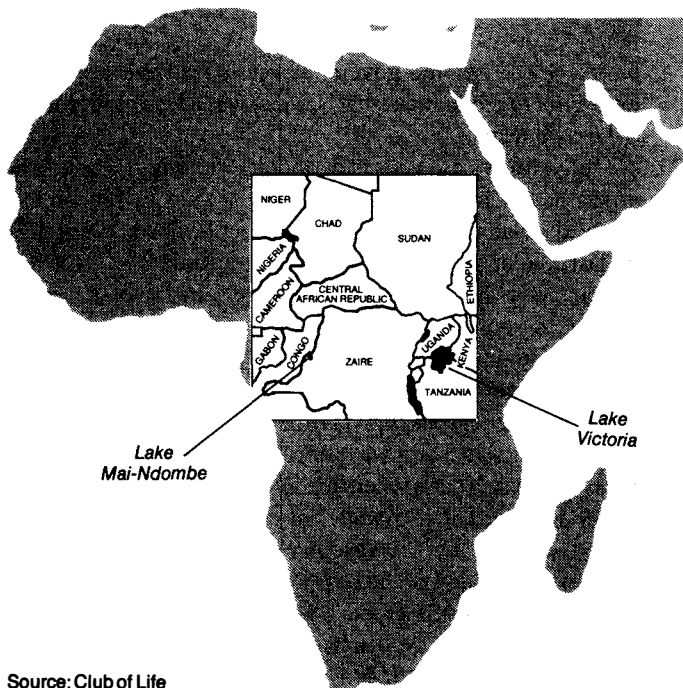 NIGER
CHAD
SUDAN
NIGERIA
ETHIOPIA
CAMEROON
CENTRAL
AFRICAN REPUBLIC
UGANDA
KENYA
GABON
CONGO
ZAIRE
TANZANIA
Lake
Victoria
Lake
Mai-Ndombe
Source: Club of Life